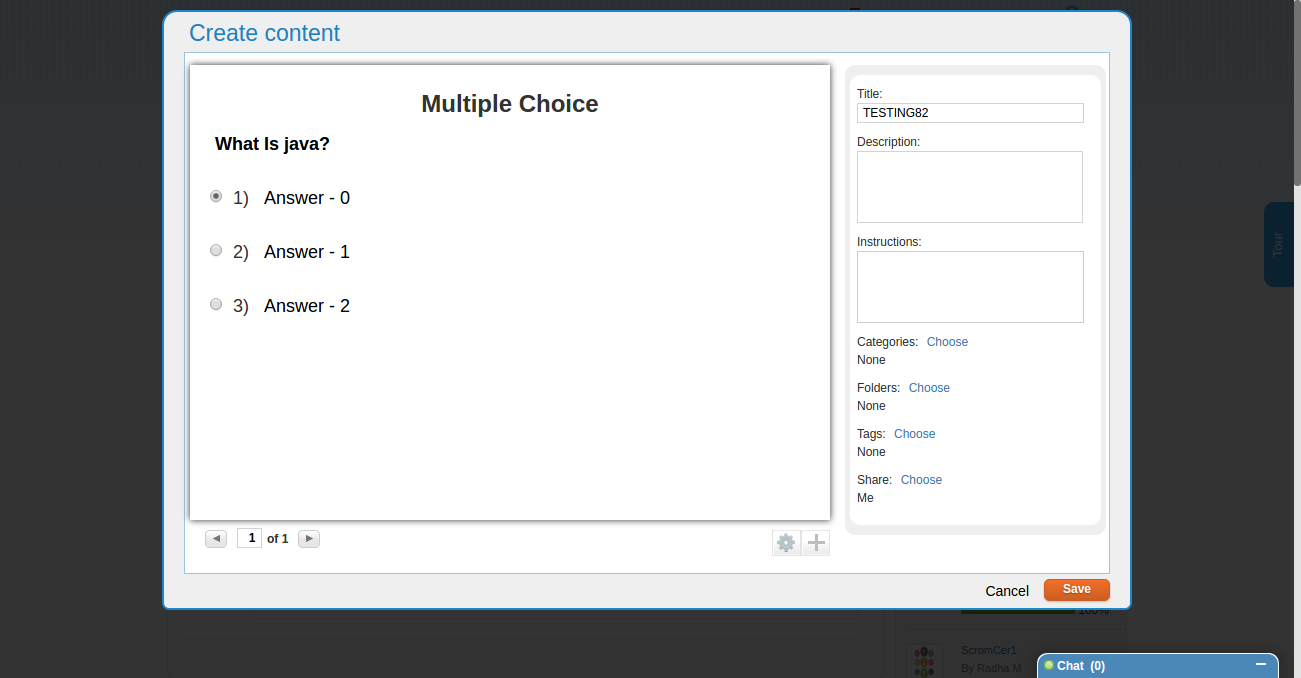 Create content
Multiple Choice
What Is java?
1) Answer - 0
2) Answer - 1
3) Answer - 2
1 of 1
Title:
TESTING82
Description:
Instructions:
Categories: Choose
None
Folders: Choose
None
Tags: Choose
None
Share: Choose
Me
Cancel
Save
Tour
100%
ScromCer1
By Radha M
Chat (0)